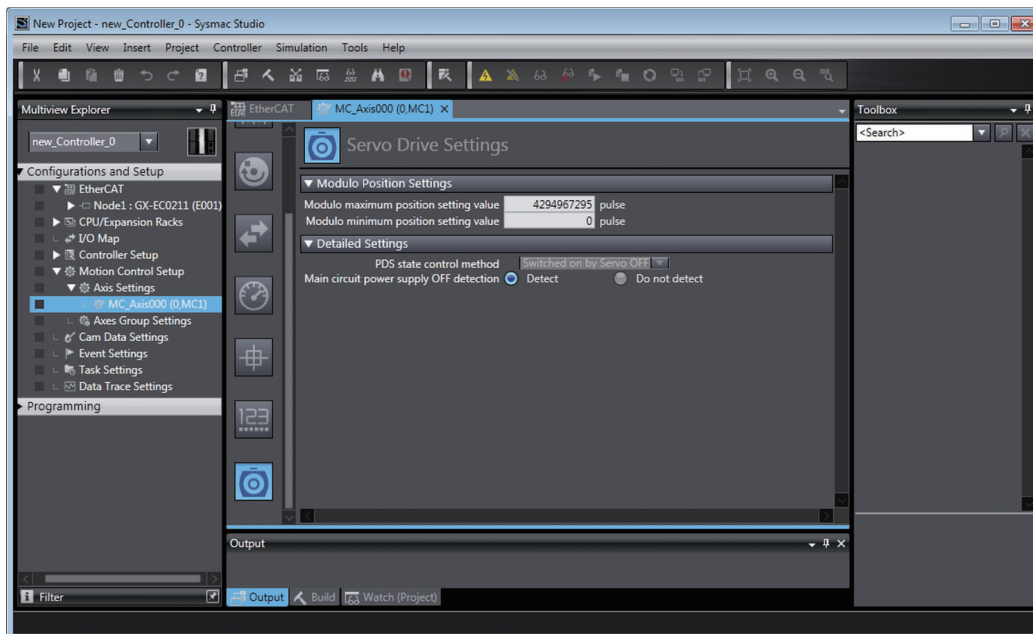 New Project - new_Controller_0 - Sysmac Studio
File Edit View Insert Project Controller Simulation Tools Help
Multiview Explorer
new_Controller_0
Configurations and Setup
EtherCAT
Node1 : GX-EC0211 (E001)
CPU/Expansion Racks
I/O Map
Controller Setup
Motion Control Setup
Axis Settings
MC_Axis000 (0,MC1)
Axes Group Settings
Cam Data Settings
Event Settings
Task Settings
Data Trace Settings
Programming
Filter
EtherCAT MC_Axis000 (0,MC1)
123
Servo Drive Settings
Modulo Position Settings
Modulo maximum position setting value 4294967295 pulse
Modulo minimum position setting value 0 pulse
Detailed Settings
PDS state control method Switched on by Servo OFF
Main circuit power supply OFF detection Detect Do not detect
Output
Output Build Watch (Project)
Toolbox
<Search>